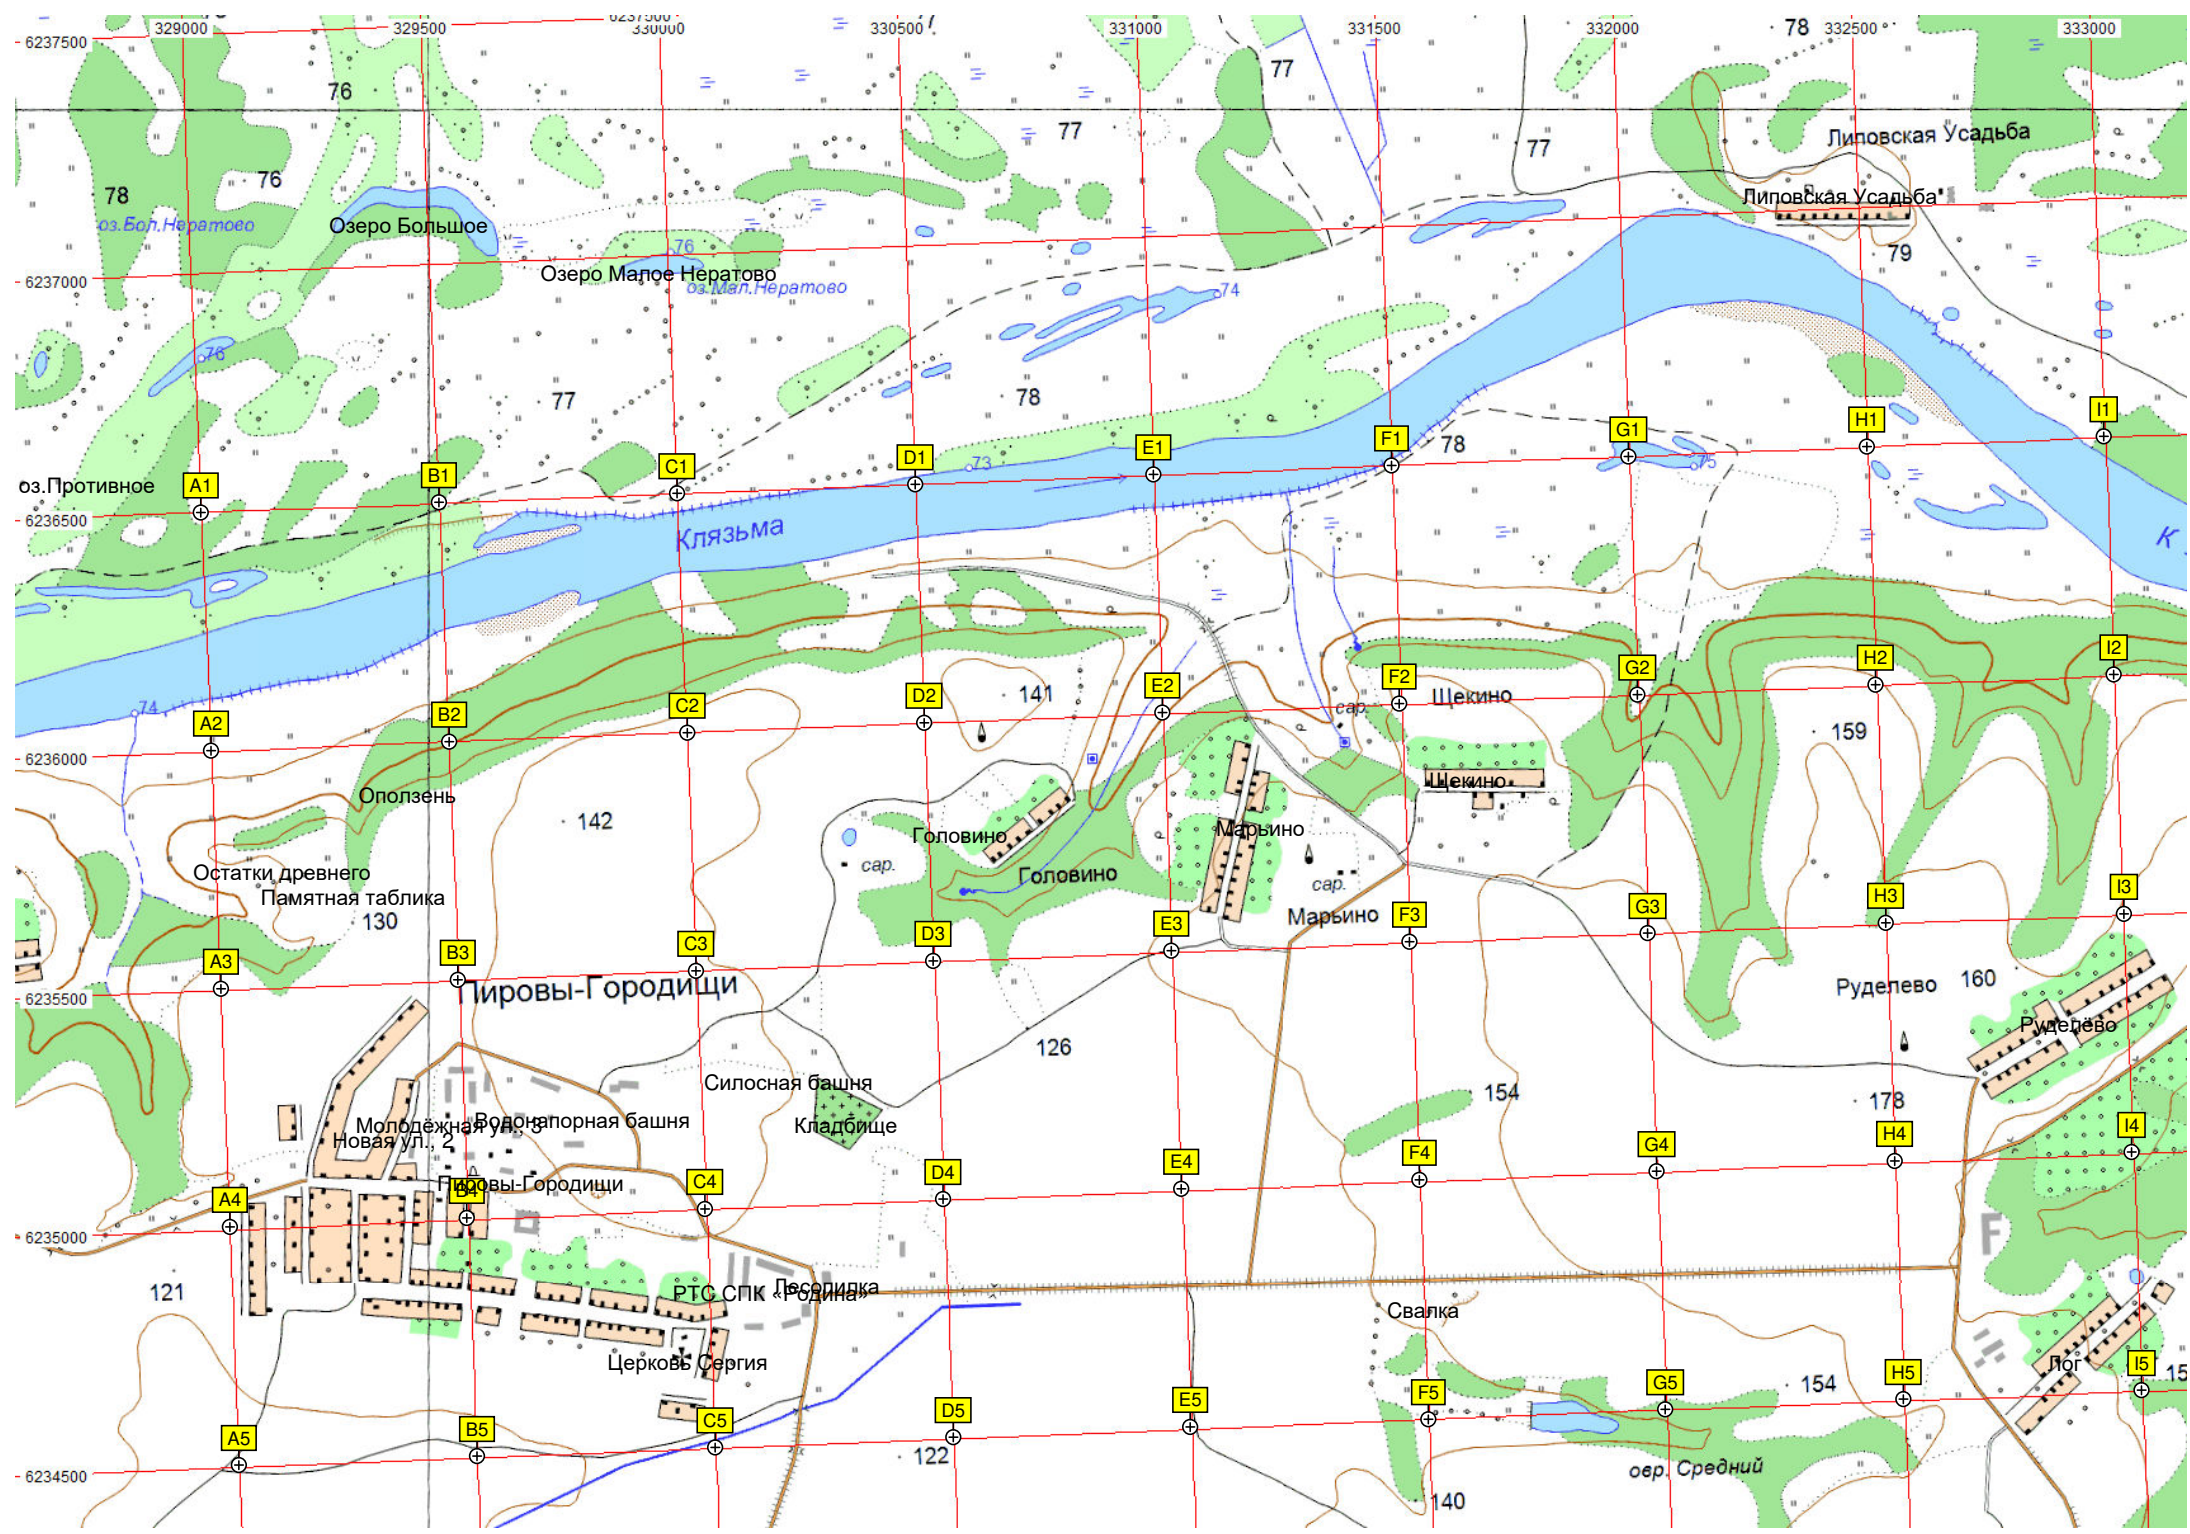 6237500
329000
329500
6237500
330000
330500
331000
331500
332000
332500
333000
78
77
76
77
77
Липовская Усадьба
76
78
Липовская Усадьба
оз.Бол.Нератово
Озеро Большое
76
79
Озеро Малое Нератово
6237000
оз.Мал.Нератово
74
76
77
78
I1
H1
G1
F1
78
E1
D1
73
75
C1
B1
A1
оз.Противное
6236500
Клязьма
К
I2
H2
G2
F2
E2
D2
141
Щекино
сар.
C2
74
B2
A2
159
6236000
Щекино
Оползень
142
Марьино
Головино
сар.
Остатки древнего
Головино
сар.
Памятная таблика
130
I3
H3
G3
F3
Марьино
E3
D3
C3
B3
A3
Руделево
160
Пировы-Городищи
6235500
Руделёво
126
Силосная башня
154
178
Водонапорная башня
Молодёжная ул., 3
Кладбище
Новая ул., 2
I4
H4
G4
F4
E4
D4
C4
Пировы-Городищи
B4
A4
6235000
121
Лесопилка
РТС СПК «Родина»
Свалка
Церковь Сергия
Лог
I5
15
H5
G5
154
F5
E5
D5
C5
B5
A5
122
овр. Средний
6234500
140